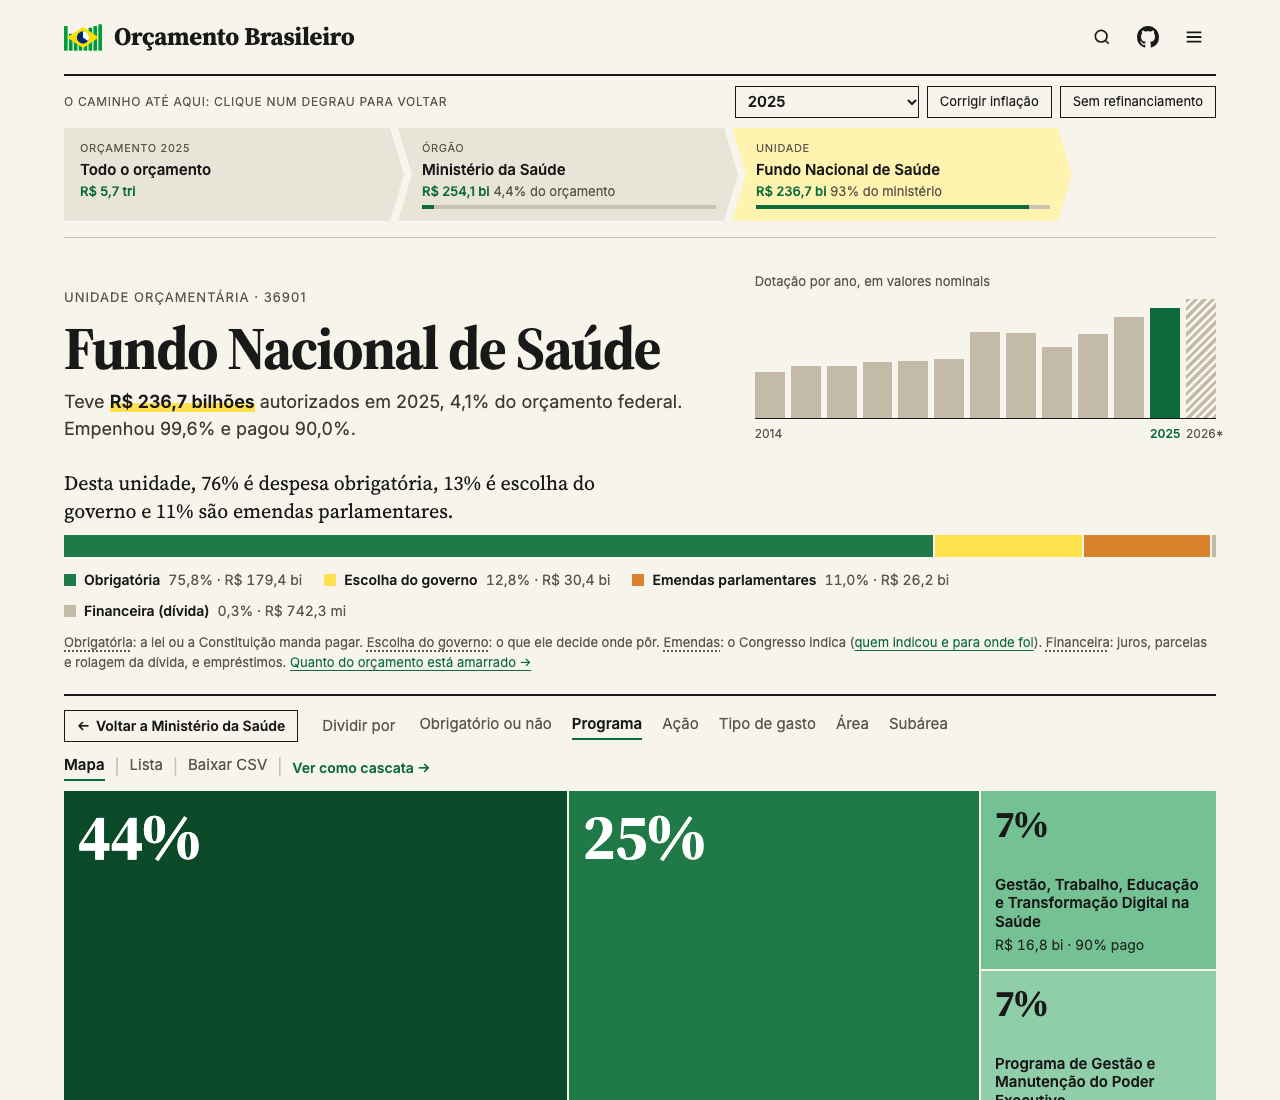 Orçamento Brasileiro
O CAMINHO ATÉ AQUI: CLIQUE NUM DEGRAU PARA VOLTAR
2025
Corrigir inflação
Sem refinanciamento
ORÇAMENTO 2025
Todo o orçamento
R$ 5,7 tri
ÓRGÃO
Ministério da Saúde
R$ 254,1 bi 4,4% do orçamento
UNIDADE
Fundo Nacional de Saúde
R$ 236,7 bi 93% do ministério
UNIDADE ORÇAMENTÁRIA · 36901
Fundo Nacional de Saúde
Teve R$ 236,7 bilhões autorizados em 2025, 4,1% do orçamento federal.
Empenhou 99,6% e pagou 90,0%.
Dotação por ano, em valores nominais
2014
2025
2026*
Desta unidade, 76% é despesa obrigatória, 13% é escolha do
governo e 11% são emendas parlamentares.
Obrigatória 75,8% · R$ 179,4 bi
Escolha do governo 12,8% · R$ 30,4 bi
Emendas parlamentares 11,0% · R$ 26,2 bi
Financeira (dívida) 0,3% · R$ 742,3 mi
Obrigatória: a lei ou a Constituição manda pagar. Escolha do governo: o que ele decide onde pôr. Emendas: o Congresso indica (quem indicou e para onde foi). Financeira: juros, parcelas
e rolagem da dívida, e empréstimos. Quanto do orçamento está amarrado →
← Voltar a Ministério da Saúde
Dividir por
Obrigatório ou não
Programa
Ação
Tipo de gasto
Área
Subárea
Mapa
Lista
Baixar CSV
Ver como cascata →
44%
25%
7%
Gestão, Trabalho, Educação
e Transformação Digital na
Saúde
R$ 16,8 bi · 90% pago
7%
Programa de Gestão e
Manutenção do Poder
Executivo